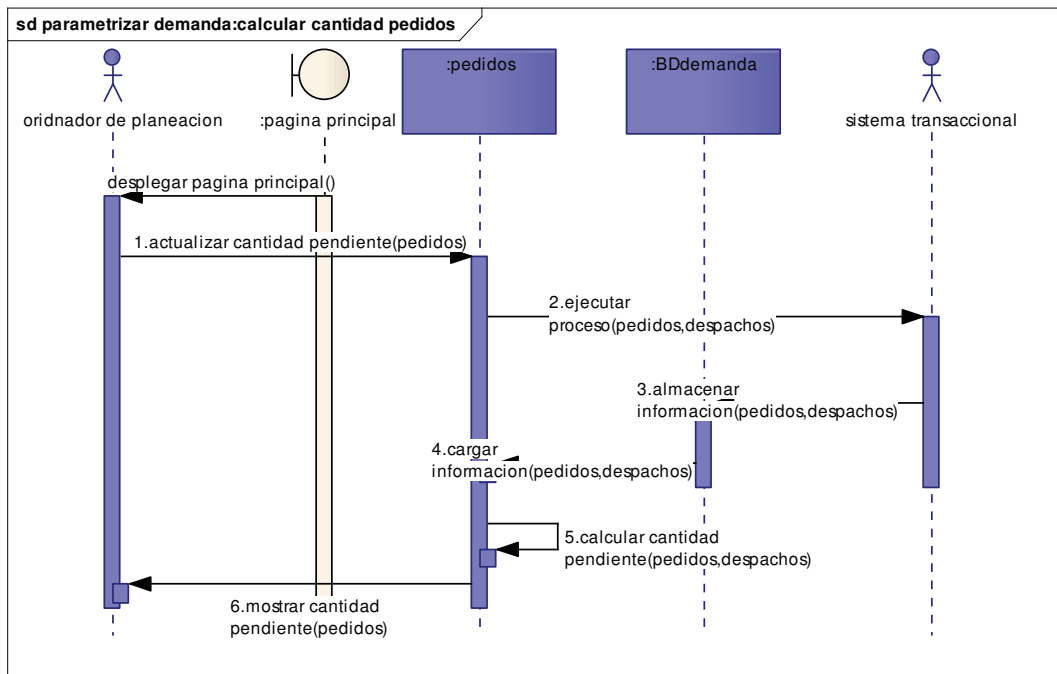 sd parametrizar demanda:calcular cantidad pedidos
oridnador de planeacion
:pagina principal
:pedidos
:BDdemanda
sistema transaccional
desplegar pagina principal()
1.actualizar cantidad pendiente(pedidos)
2.ejecutar
proceso(pedidos,despachos)
3.almacenar
informacion(pedidos,despachos)
4.cargar
informacion(pedidos,despachos)
5.calcular cantidad
pendiente(pedidos,despachos)
6.mostrar cantidad
pendiente(pedidos)